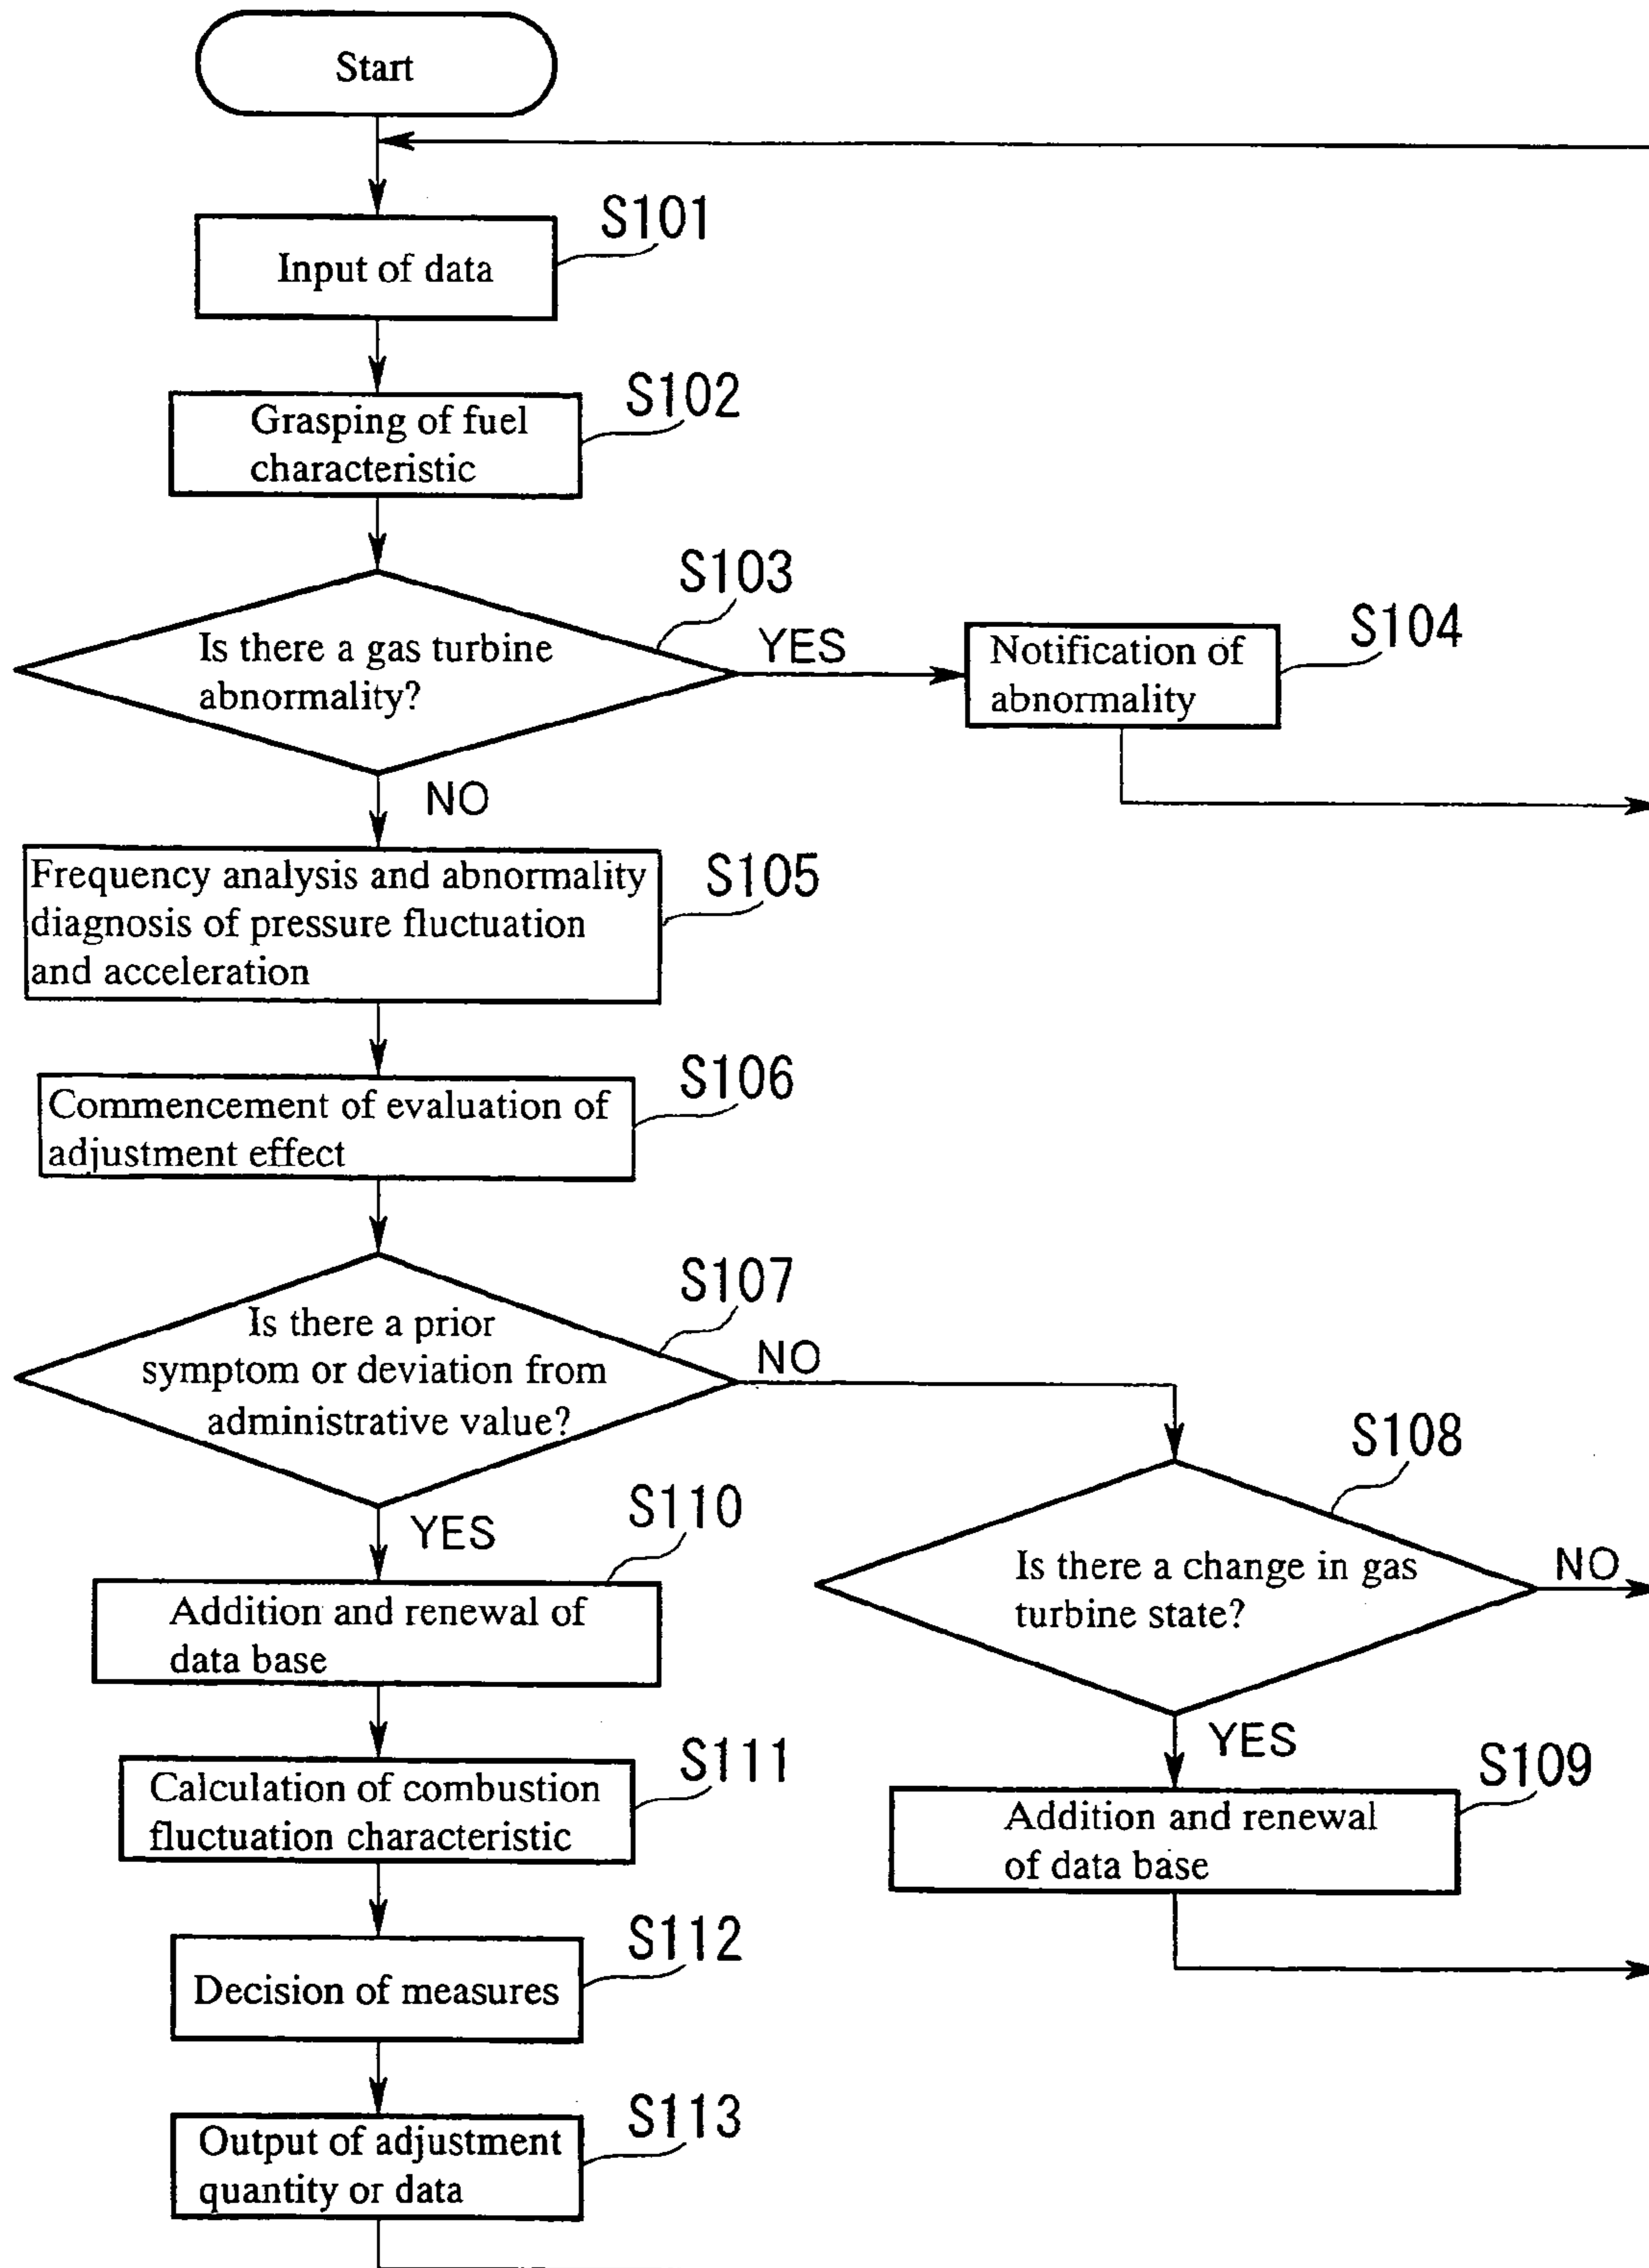 Start
S101
Input of data
S102
Grasping of fuel
characteristic
S103
Is there a gas turbine
abnormality?
YES
S104
Notification of
abnormality
NO
S105
Frequency analysis and abnormality
diagnosis of pressure fluctuation
and acceleration
S106
Commencement of evaluation of
adjustment effect
S107
Is there a prior
symptom or deviation from
administrative value?
NO
S108
Is there a change in gas
turbine state?
NO
YES
S109
Addition and renewal
of data base
YES
S110
Addition and renewal of
data base
S111
Calculation of combustion
fluctuation characteristic
S112
Decision of measures
S113
Output of adjustment
quantity or data